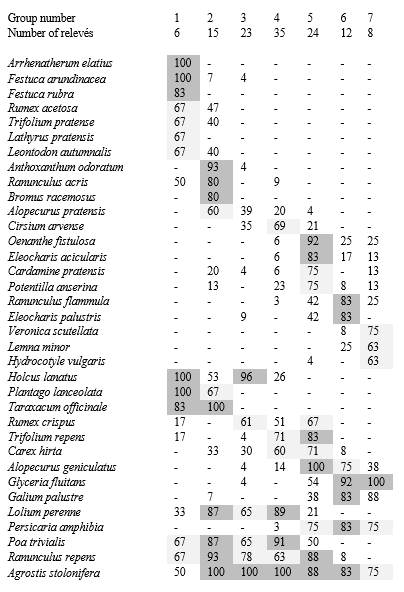 Group number 1 2 3 4 5 6 7
Number of relevés 6 15 23 35 24 12 8
Arrhenatherum elatius 100 - - - - - -
Festuca arundinacea 100 7 4 - - - -
Festuca rubra 83 - - - - - -
Rumex acetosa 67 47 - - - - -
Trifolium pratense 67 40 - - - - -
Lathyrus pratensis 67 - - - - - -
Leontodon autumnalis 67 40 - - - - -
Anthoxanthum odoratum - 93 4 - - - -
Ranunculus acris 50 80 - 9 - - -
Bromus racemosus - 80 - - - - -
Alopecurus pratensis - 60 39 20 4 - -
Cirsium arvense - - 35 69 21 - -
Oenanthe fistulosa - - - 6 92 25 25
Eleocharis acicularis - - - 6 83 17 13
Cardamine pratensis - 20 4 6 75 - 13
Potentilla anserina - 13 - 23 75 8 13
Ranunculus flammula - - - 3 42 83 25
Eleocharis palustris - - 9 - 42 83 -
Veronica scutellata - - - - - 8 75
Lemna minor - - - - - 25 63
Hydrocotyle vulgaris - - - - 4 - 63
Holcus lanatus 100 53 96 26 - - -
Plantago lanceolata 100 67 - - - - -
Taraxacum officinale 83 100 - - - - -
Rumex crispus 17 - 61 51 67 - -
Trifolium repens 17 - 4 71 83 - -
Carex hirta - 33 30 60 71 8 -
Alopecurus geniculatus - - 4 14 100 75 38
Glyceria fluitans - - 4 - 54 92 100
Galium palustre - 7 - - 38 83 88
Lolium perenne 33 87 65 89 21 - -
Persicaria amphibia - - - 3 75 83 75
Poa trivialis 67 87 65 91 50 - -
Ranunculus repens 67 93 78 63 88 8 -
Agrostis stolonifera 50 100 100 100 88 83 75